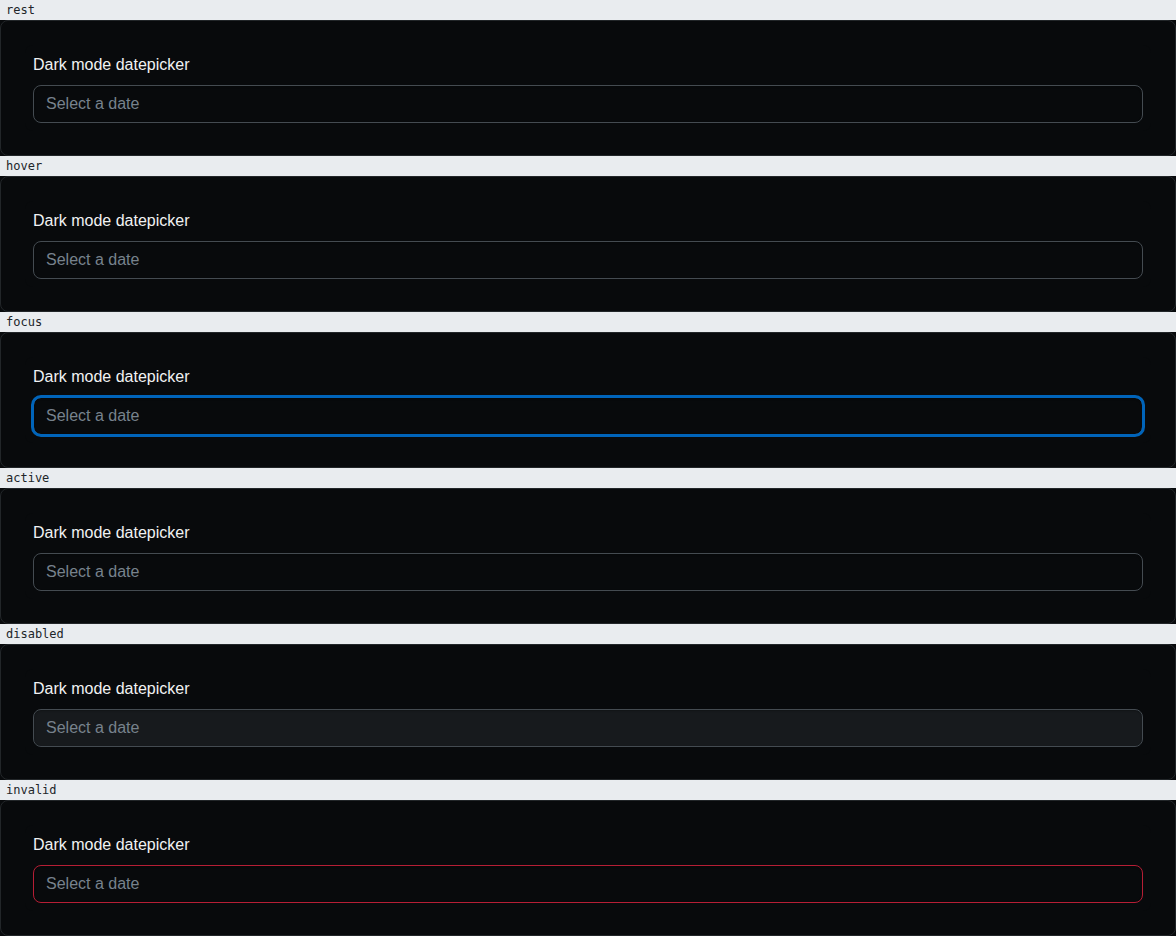 rest
Dark mode datepicker
Select a date
hover
Dark mode datepicker
Select a date
focus
Dark mode datepicker
Select a date
active
Dark mode datepicker
Select a date
disabled
Dark mode datepicker
Select a date
invalid
Dark mode datepicker
Select a date